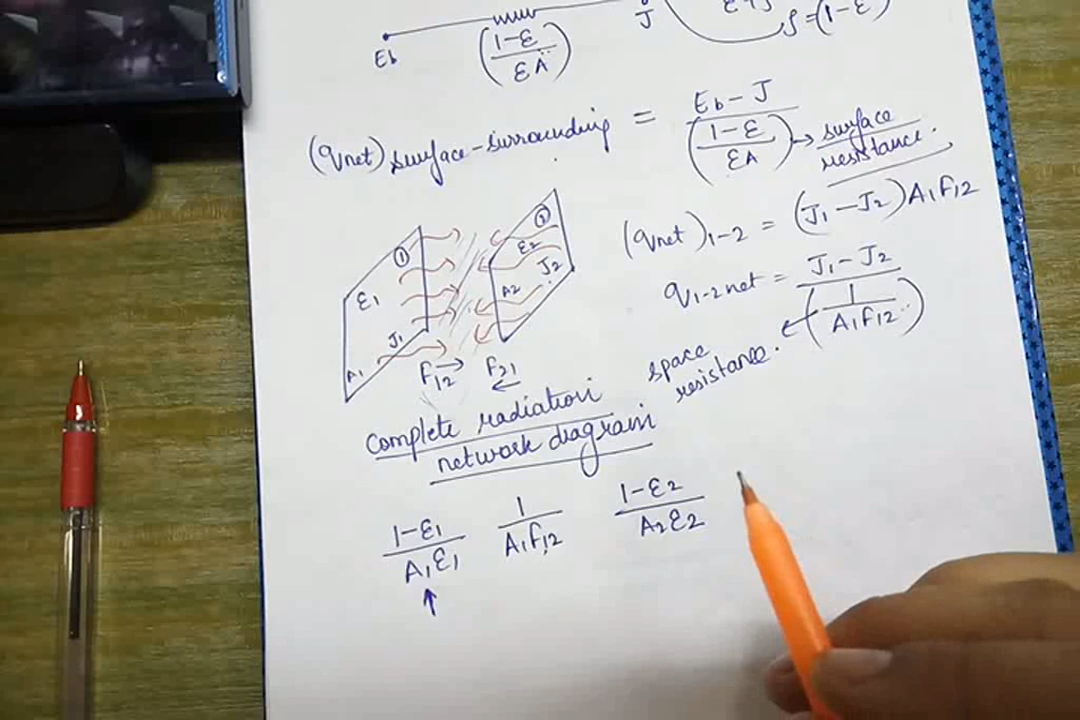 Eb
(1-ε / εA)
J
ρ = (1-ε)
(qnet) surface-surrounding = Eb - J / (1-ε / εA) → surface resistance.
① ε1 J1 A1
ε2 A2 J2
F12 → F21 ←
(qnet)1-2 = (J1 - J2) A1F12
q1-2 net = J1 - J2 / (1 / A1F12)
space resistance.
Complete radiation
network diagram
1-ε1 / A1ε1 1 / A1F12 1-ε2 / A2ε2
↑